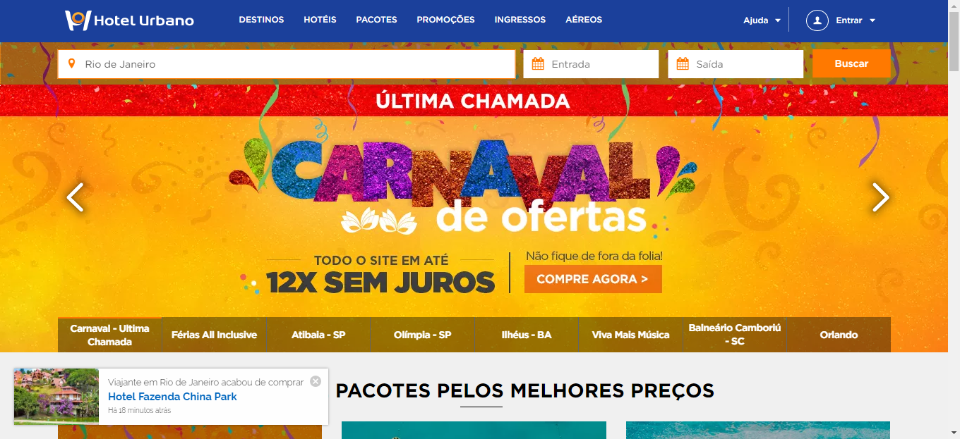 Hotel Urbano
DESTINOS HOTÉIS PACOTES PROMOÇÕES INGRESSOS AÉREOS
Ajuda Entrar
Rio de Janeiro Entrada Saída Buscar
ÚLTIMA CHAMADA
CARNAVAL
de ofertas
TODO O SITE EM ATÉ
12X SEM JUROS
Não fique de fora da folia!
COMPRE AGORA >
Carnaval - Ultima
Chamada
Férias All Inclusive
Atibaia - SP
Olímpia - SP
Ilhéus - BA
Viva Mais Música
Balneário Camboriú
- SC
Orlando
Viajante em Rio de Janeiro acabou de comprar
Hotel Fazenda China Park
Há 18 minutos atrás
PACOTES PELOS MELHORES PREÇOS